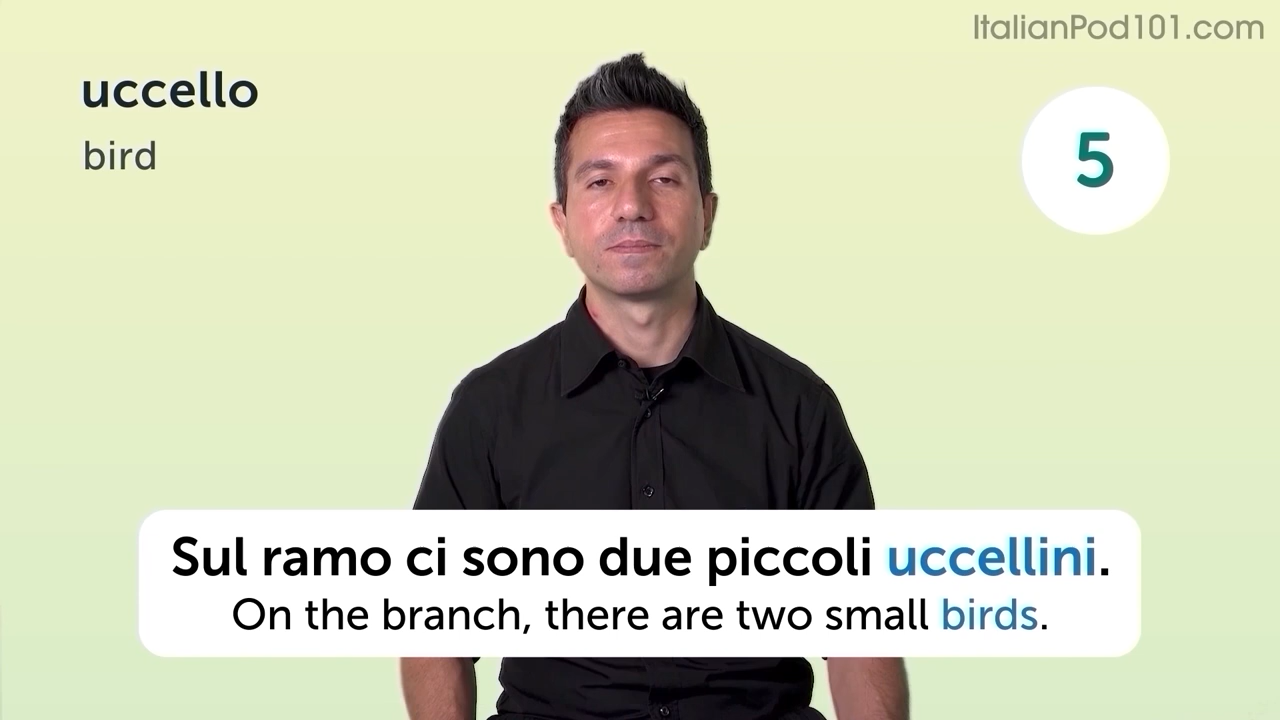 ItalianPod101.com
uccello
bird
5
Sul ramo ci sono due piccoli uccellini.
On the branch, there are two small birds.